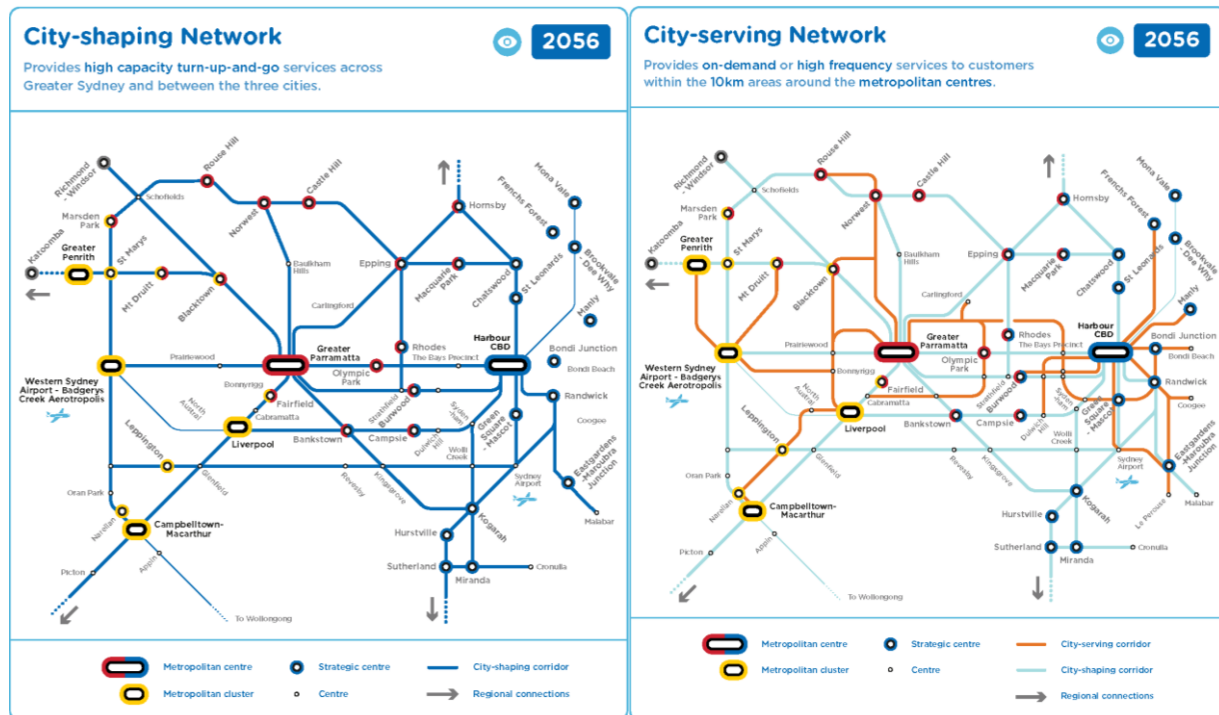 City-shaping Network
2056
Provides high capacity turn-up-and-go services across
Greater Sydney and between the three cities.
Katoomba
Richmond
- Windsor
Schofields
Rouse Hill
Marsden
Park
Norwest
Castle Hill
Hornsby
Mona Vale
Frenchs Forest
Greater
Penrith
St Marys
Mt Druitt
Blacktown
Baulkham
Hills
Epping
Macquarie
Park
Chatswood
St Leonards
Brookvale
- Dee Why
Manly
Carlingford
Greater
Parramatta
Prairiewood
Rhodes
The Bays Precinct
Harbour
CBD
Bondi Junction
Bondi Beach
Olympic
Park
Western Sydney
Airport - Badgerys
Creek Aerotropolis
Bonnyrigg
Fairfield
Cabramatta
North
Austral
Strathfield
Burwood
Randwick
Leppington
Liverpool
Bankstown
Campsie
Dulwich
Hill
Syden-
ham
Green
Square
- Mascot
Coogee
Wolli
Creek
Eastgardens
-Maroubra
Junction
Glenfield
Revesby
Kingsgrove
Sydney
Airport
Oran Park
Narellan
Campbelltown-
Macarthur
Kogarah
Malabar
Hurstville
Picton
Appin
Sutherland
Miranda
Cronulla
To Wollongong
Metropolitan centre
Strategic centre
City-shaping corridor
Metropolitan cluster
Centre
Regional connections
City-serving Network
2056
Provides on-demand or high frequency services to customers
within the 10km areas around the metropolitan centres.
Katoomba
Richmond
- Windsor
Schofields
Rouse Hill
Marsden
Park
Norwest
Castle Hill
Hornsby
Mona Vale
Frenchs Forest
Greater
Penrith
St Marys
Mt Druitt
Blacktown
Baulkham
Hills
Epping
Macquarie
Park
Chatswood
St Leonards
Brookvale
- Dee Why
Manly
Carlingford
Greater
Parramatta
Prairiewood
Rhodes
The Bays Precinct
Harbour
CBD
Bondi Junction
Bondi Beach
Olympic
Park
Western Sydney
Airport - Badgerys
Creek Aerotropolis
Bonnyrigg
Fairfield
Cabramatta
North
Austral
Strathfield
Burwood
Randwick
Leppington
Liverpool
Bankstown
Campsie
Dulwich
Hill
Syden-
ham
Green
Square
- Mascot
Coogee
Wolli
Creek
Eastgardens
-Maroubra
Junction
Glenfield
Revesby
Kingsgrove
Sydney
Airport
Oran Park
Narellan
Campbelltown-
Macarthur
Kogarah
Le Perouse
Malabar
Hurstville
Picton
Appin
Sutherland
Miranda
Cronulla
To Wollongong
Metropolitan centre
Strategic centre
City-serving corridor
Metropolitan cluster
Centre
City-shaping corridor
Regional connections